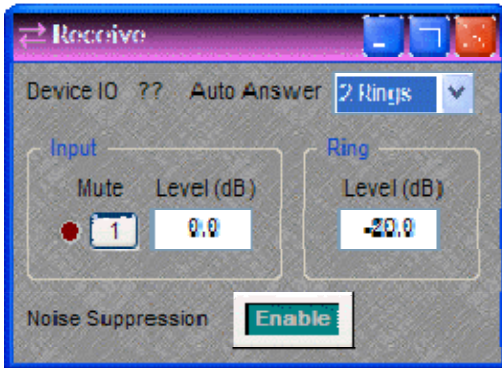 Receive
Device IO ?? Auto Answer 2 Rings
Input
Ring
Mute Level (dB) Level (dB)
1 0.0 -20.0
Noise Suppression Enable